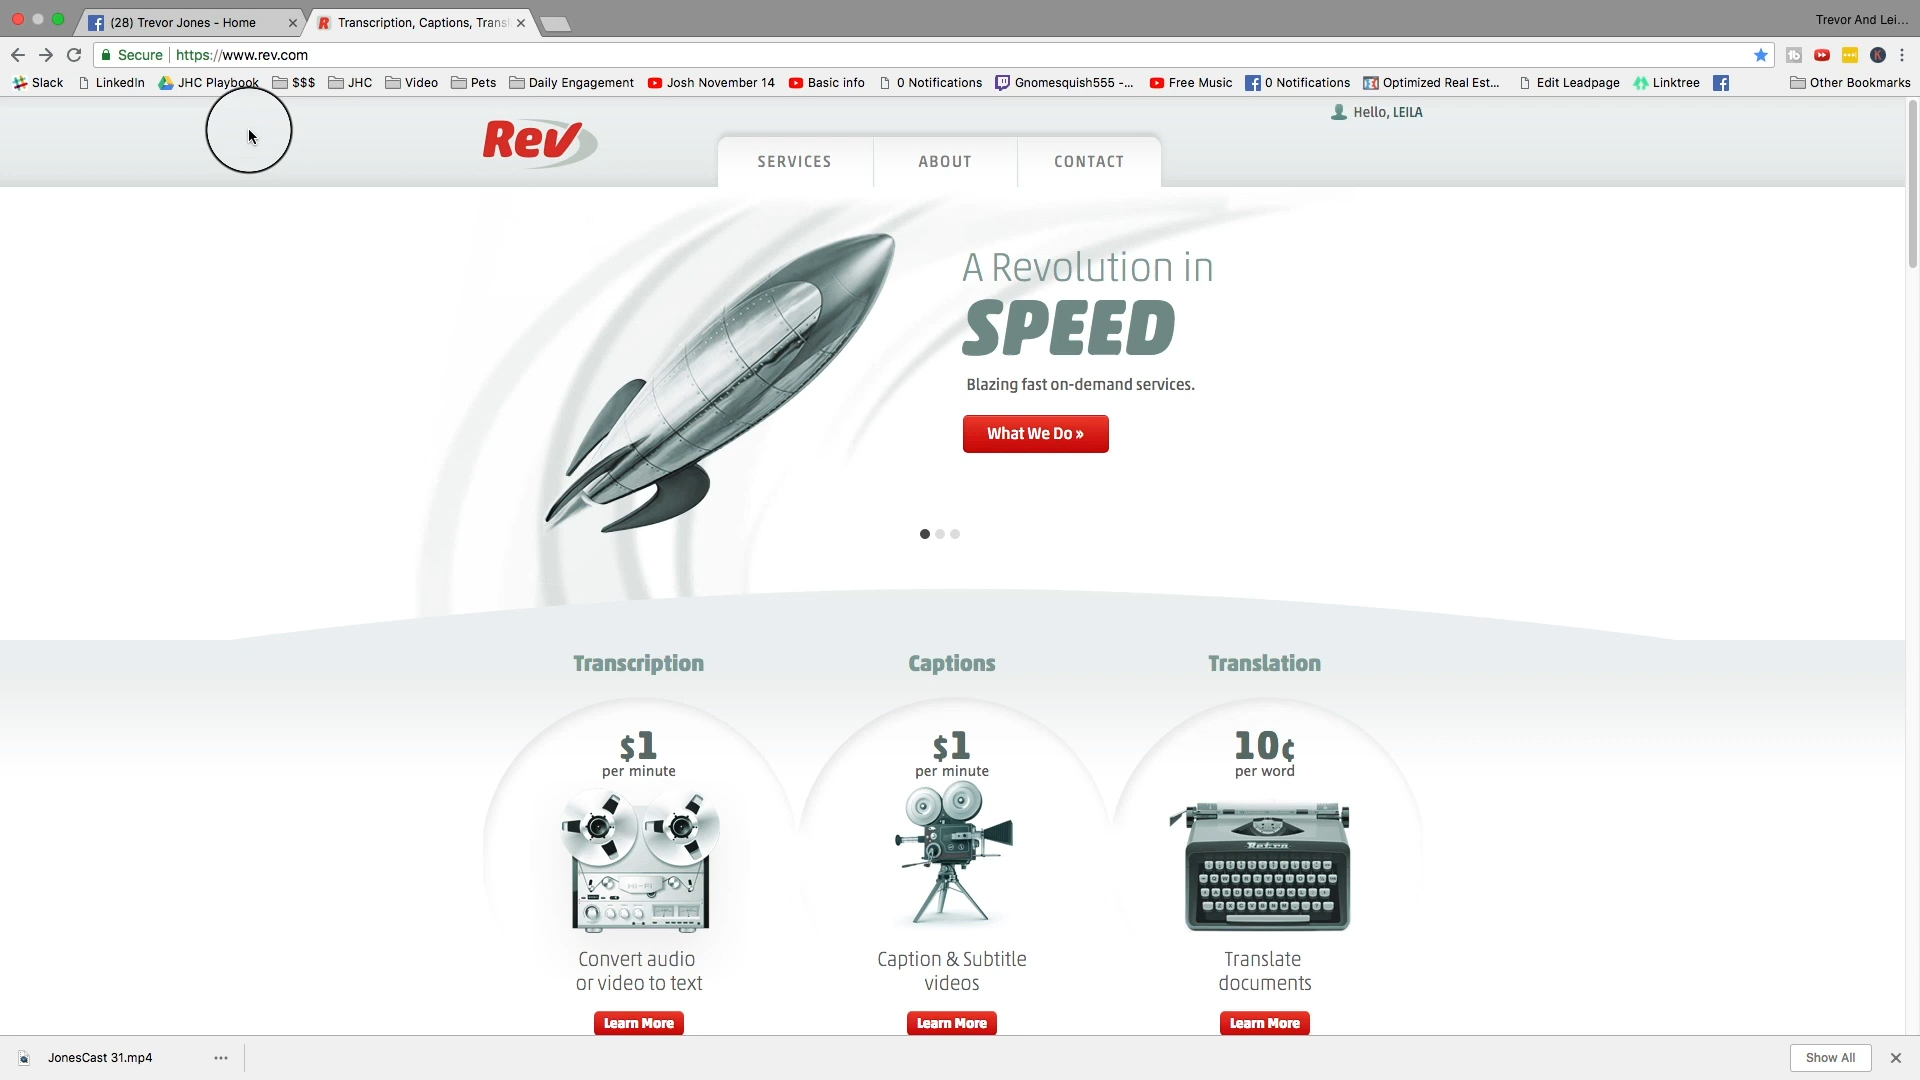 (28) Trevor Jones - Home
Transcription, Captions, Trans
Trevor And Lei...
Secure https://www.rev.com
Slack LinkedIn JHC Playbook $$$ JHC Video Pets Daily Engagement Josh November 14 Basic info 0 Notifications Gnomesquish555 -... Free Music 0 Notifications Optimized Real Est... Edit Leadpage Linktree Other Bookmarks
Hello, LEILA
Rev
SERVICES ABOUT CONTACT
A Revolution in
SPEED
Blazing fast on-demand services.
What We Do »
Transcription Captions Translation
$1 $1 10¢
per minute per minute per word
HI-FI
Retro
Convert audio Caption & Subtitle Translate
or video to text videos documents
Learn More Learn More Learn More
JonesCast 31.mp4
Show All